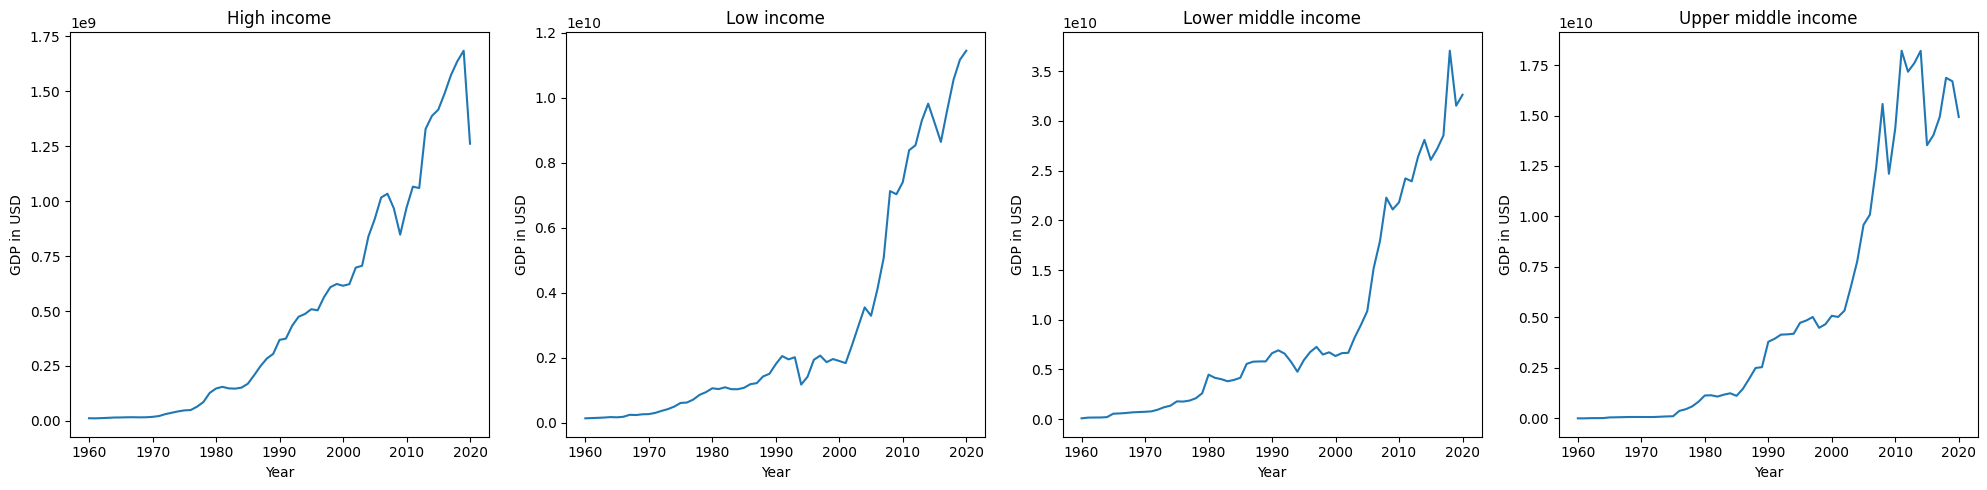 High income
1e9
1.75
1.50
1.25
1.00
0.75
0.50
0.25
0.00
GDP in USD
1960 1970 1980 1990 2000 2010 2020
Year
Low income
1e10
1.2
1.0
0.8
0.6
0.4
0.2
0.0
GDP in USD
1960 1970 1980 1990 2000 2010 2020
Year
Lower middle income
1e10
3.5
3.0
2.5
2.0
1.5
1.0
0.5
0.0
GDP in USD
1960 1970 1980 1990 2000 2010 2020
Year
Upper middle income
1e10
1.75
1.50
1.25
1.00
0.75
0.50
0.25
0.00
GDP in USD
1960 1970 1980 1990 2000 2010 2020
Year